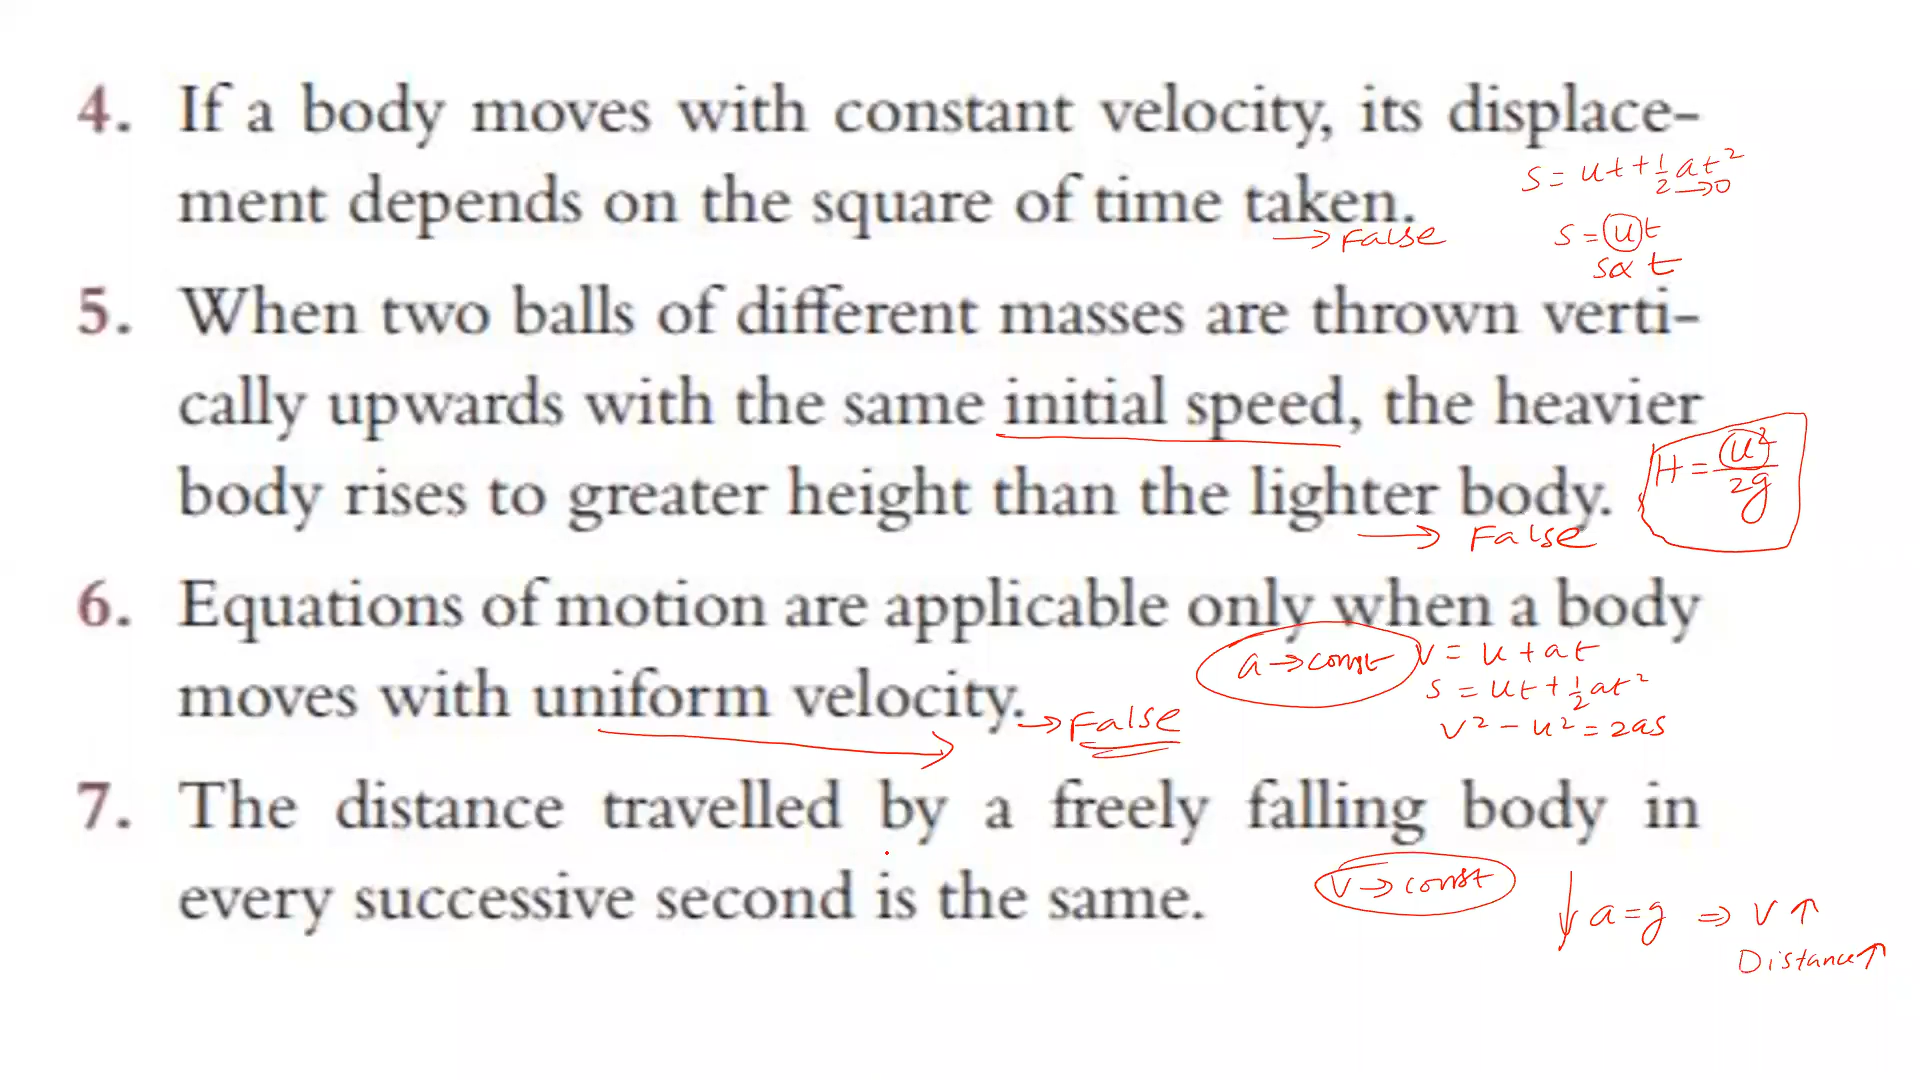 4. If a body moves with constant velocity, its displace-
ment depends on the square of time taken.
S = ut + 1/2 at² → 0
→ False
S = ut
S α t
5. When two balls of different masses are thrown verti-
cally upwards with the same initial speed, the heavier
body rises to greater height than the lighter body.
H = u²/2g
→ False
6. Equations of motion are applicable only when a body
moves with uniform velocity.
→ False
a → const
V = u + at
S = ut + 1/2 at²
V² - u² = 2as
7. The distance travelled by a freely falling body in
every successive second is the same.
V → const
↓ a = g ⇒ V ↑
Distance ↑